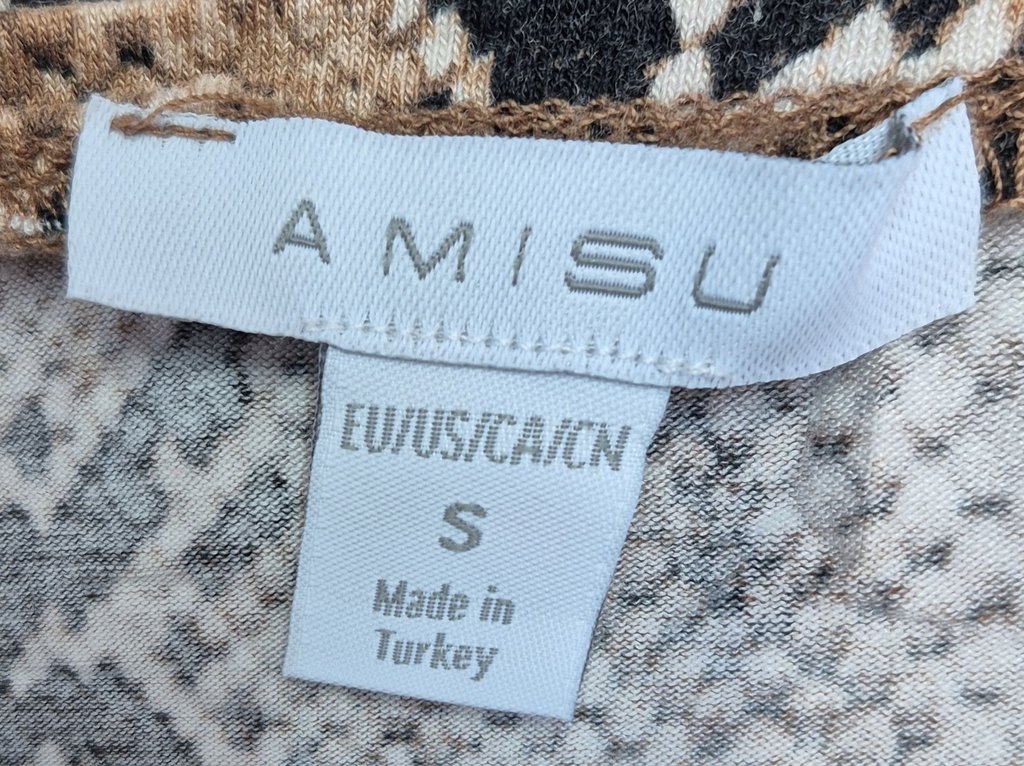 AMISU
EU/US/CA/CN
S
Made in
Turkey